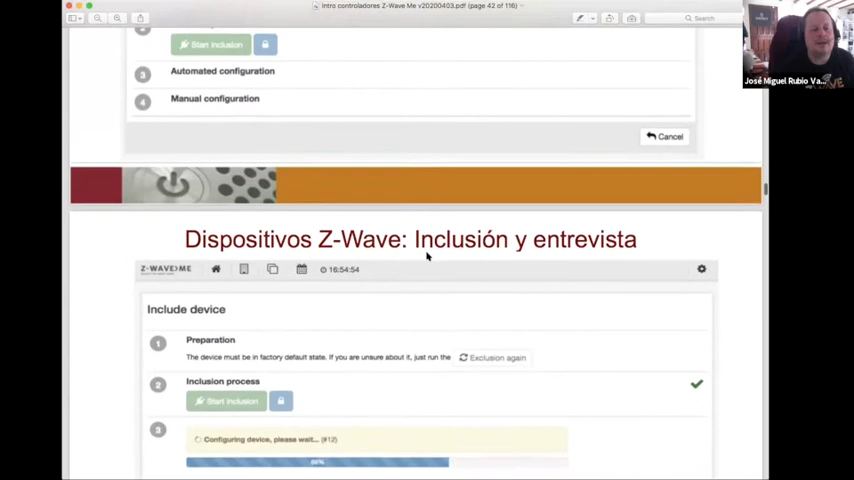 Intro controladores Z-Wave Me v20200403.pdf (page 42 of 116)
Search
Start Inclusion
3 Automated configuration
4 Manual configuration
Cancel
José Miguel Rubio Va...
Dispositivos Z-Wave: Inclusión y entrevista
Z-WAVE>ME
16:54:54
Include device
1 Preparation
The device must be in factory default state. If you are unsure about it, just run the Exclusion again
2 Inclusion process
Start Inclusion
3 Configuring device, please wait... (#12)